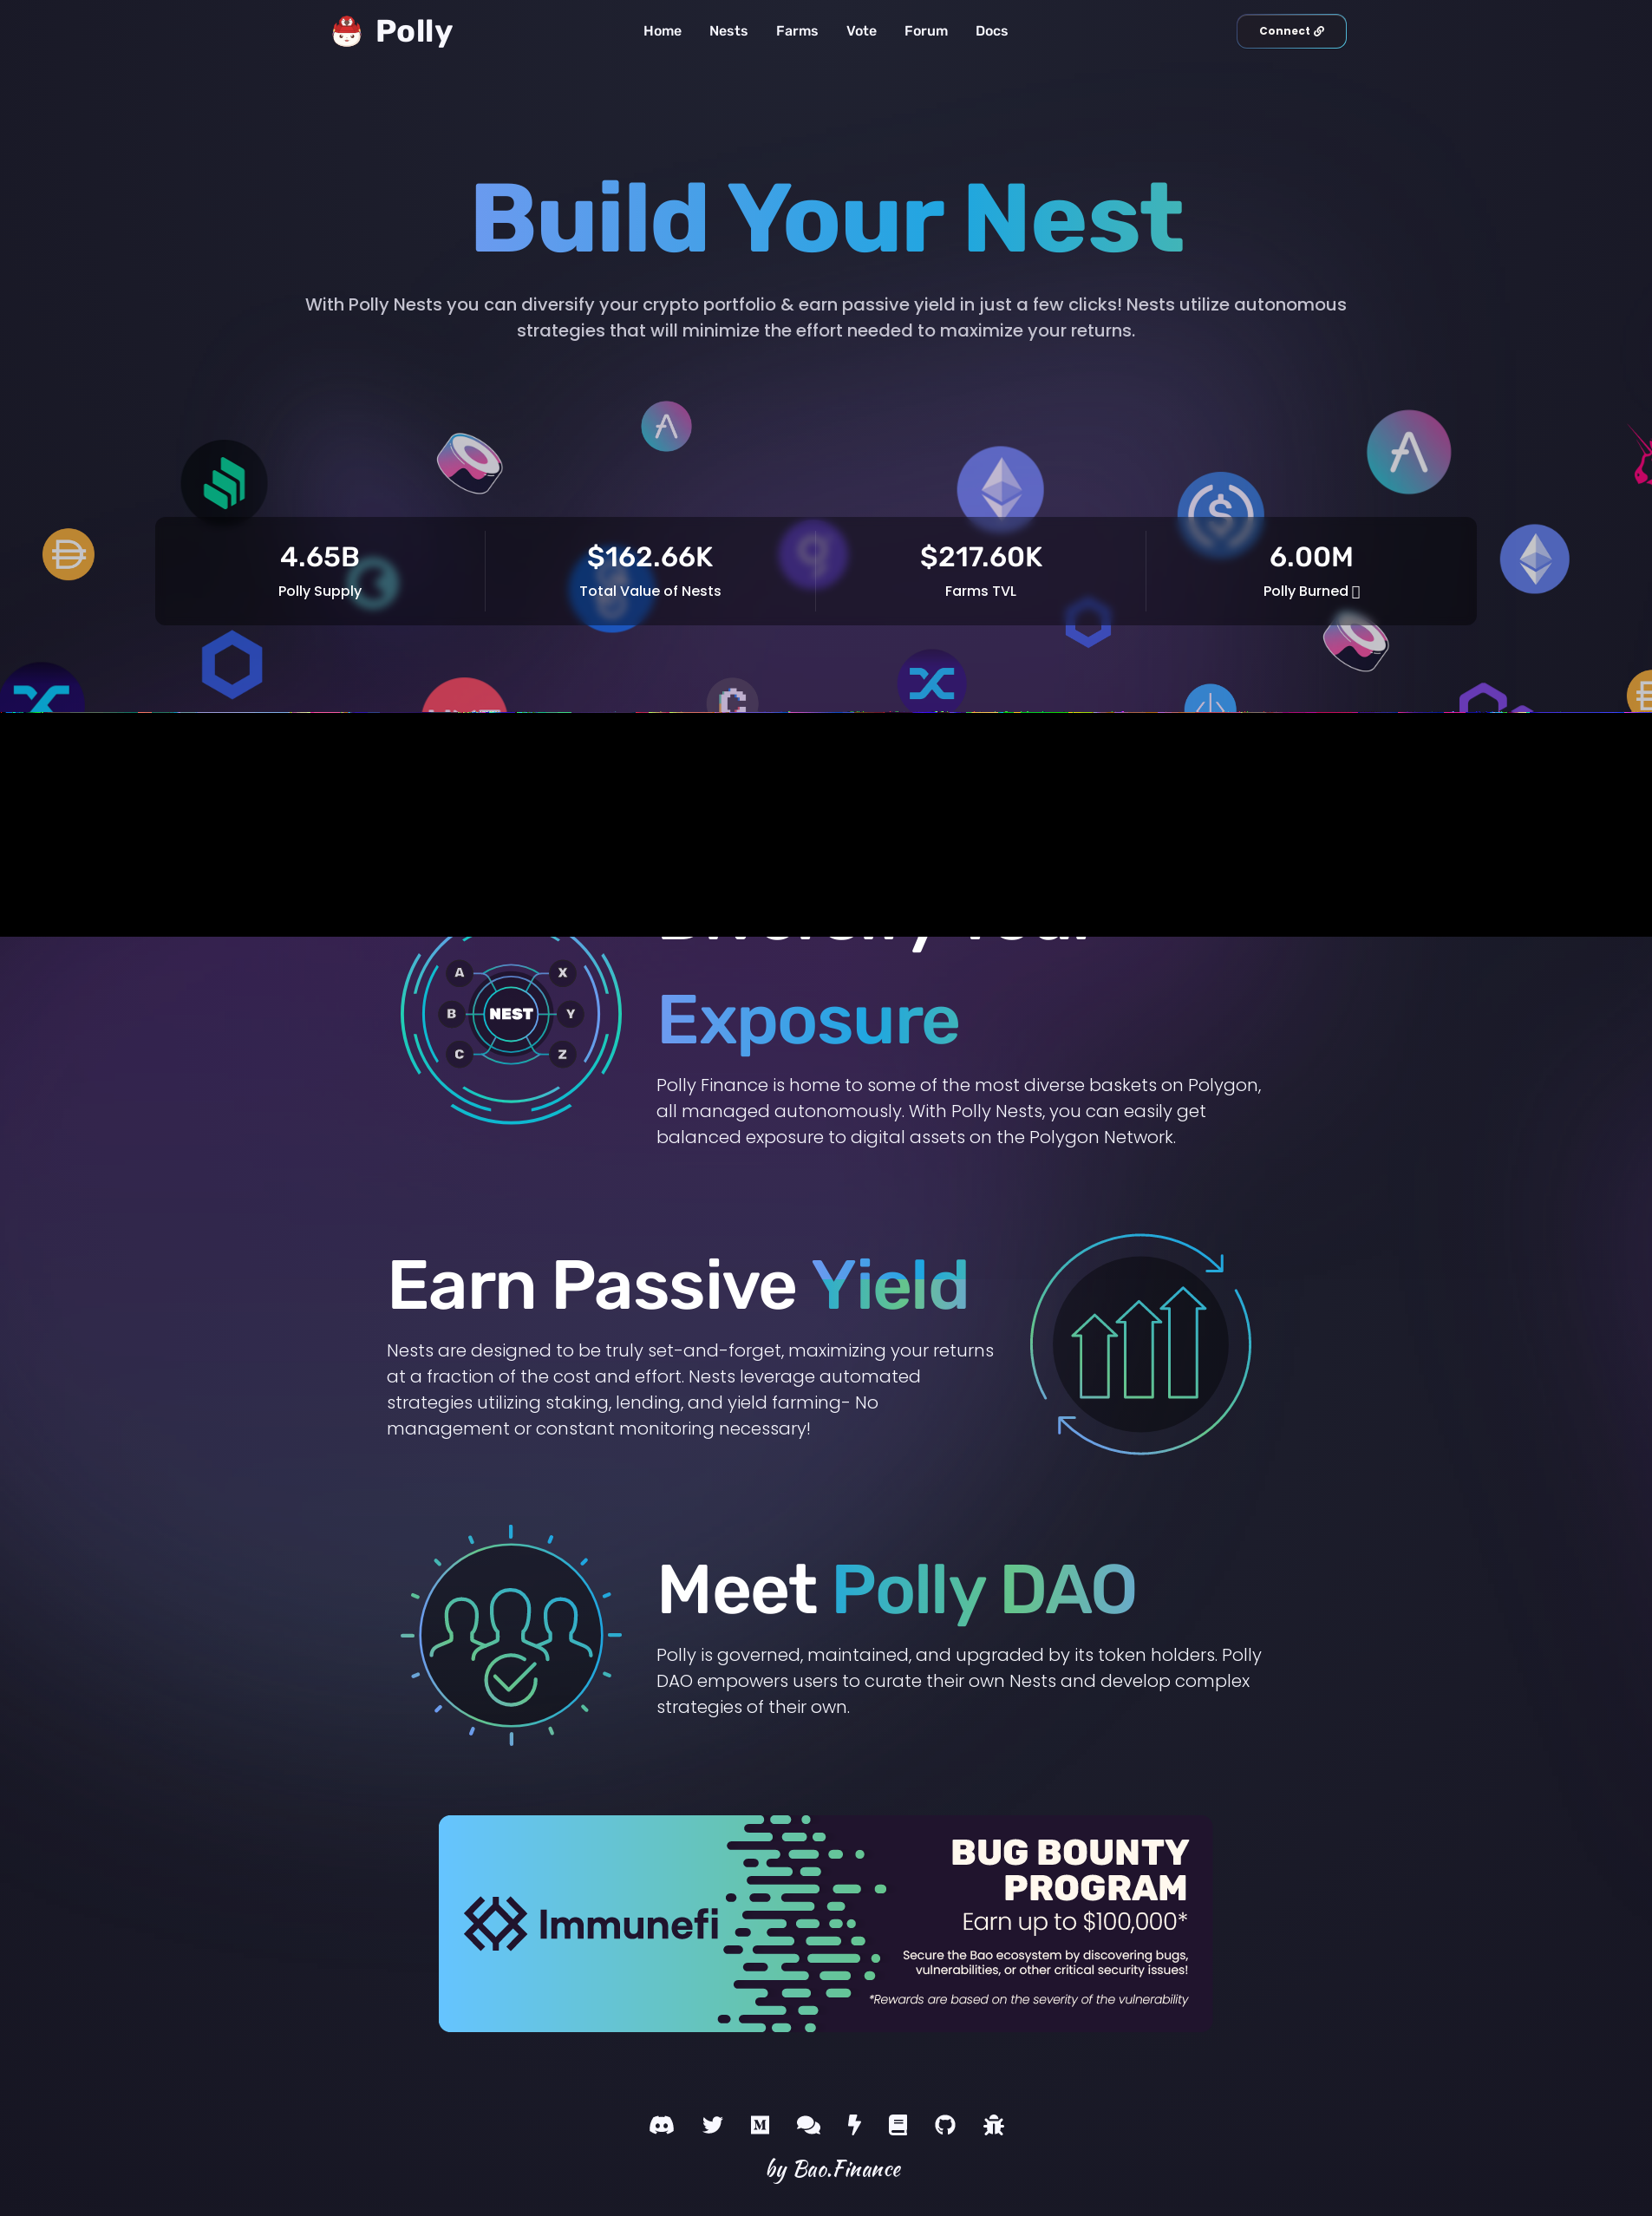 Polly
Home Nests Farms Vote Forum Docs
Connect
Build Your Nest
With Polly Nests you can diversify your crypto portfolio & earn passive yield in just a few clicks! Nests utilize autonomous
strategies that will minimize the effort needed to maximize your returns.
4.65B
Polly Supply
$162.66K
Total Value of Nests
$217.60K
Farms TVL
6.00M
Polly Burned
A X
B NEST Y
C Z
Exposure
Polly Finance is home to some of the most diverse baskets on Polygon,
all managed autonomously. With Polly Nests, you can easily get
balanced exposure to digital assets on the Polygon Network.
Earn Passive Yield
Nests are designed to be truly set-and-forget, maximizing your returns
at a fraction of the cost and effort. Nests leverage automated
strategies utilizing staking, lending, and yield farming- No
management or constant monitoring necessary!
Meet Polly DAO
Polly is governed, maintained, and upgraded by its token holders. Polly
DAO empowers users to curate their own Nests and develop complex
strategies of their own.
Immunefi
BUG BOUNTY
PROGRAM
Earn up to $100,000*
Secure the Bao ecosystem by discovering bugs,
vulnerabilities, or other critical security issues!
*Rewards are based on the severity of the vulnerability
by Bao.Finance